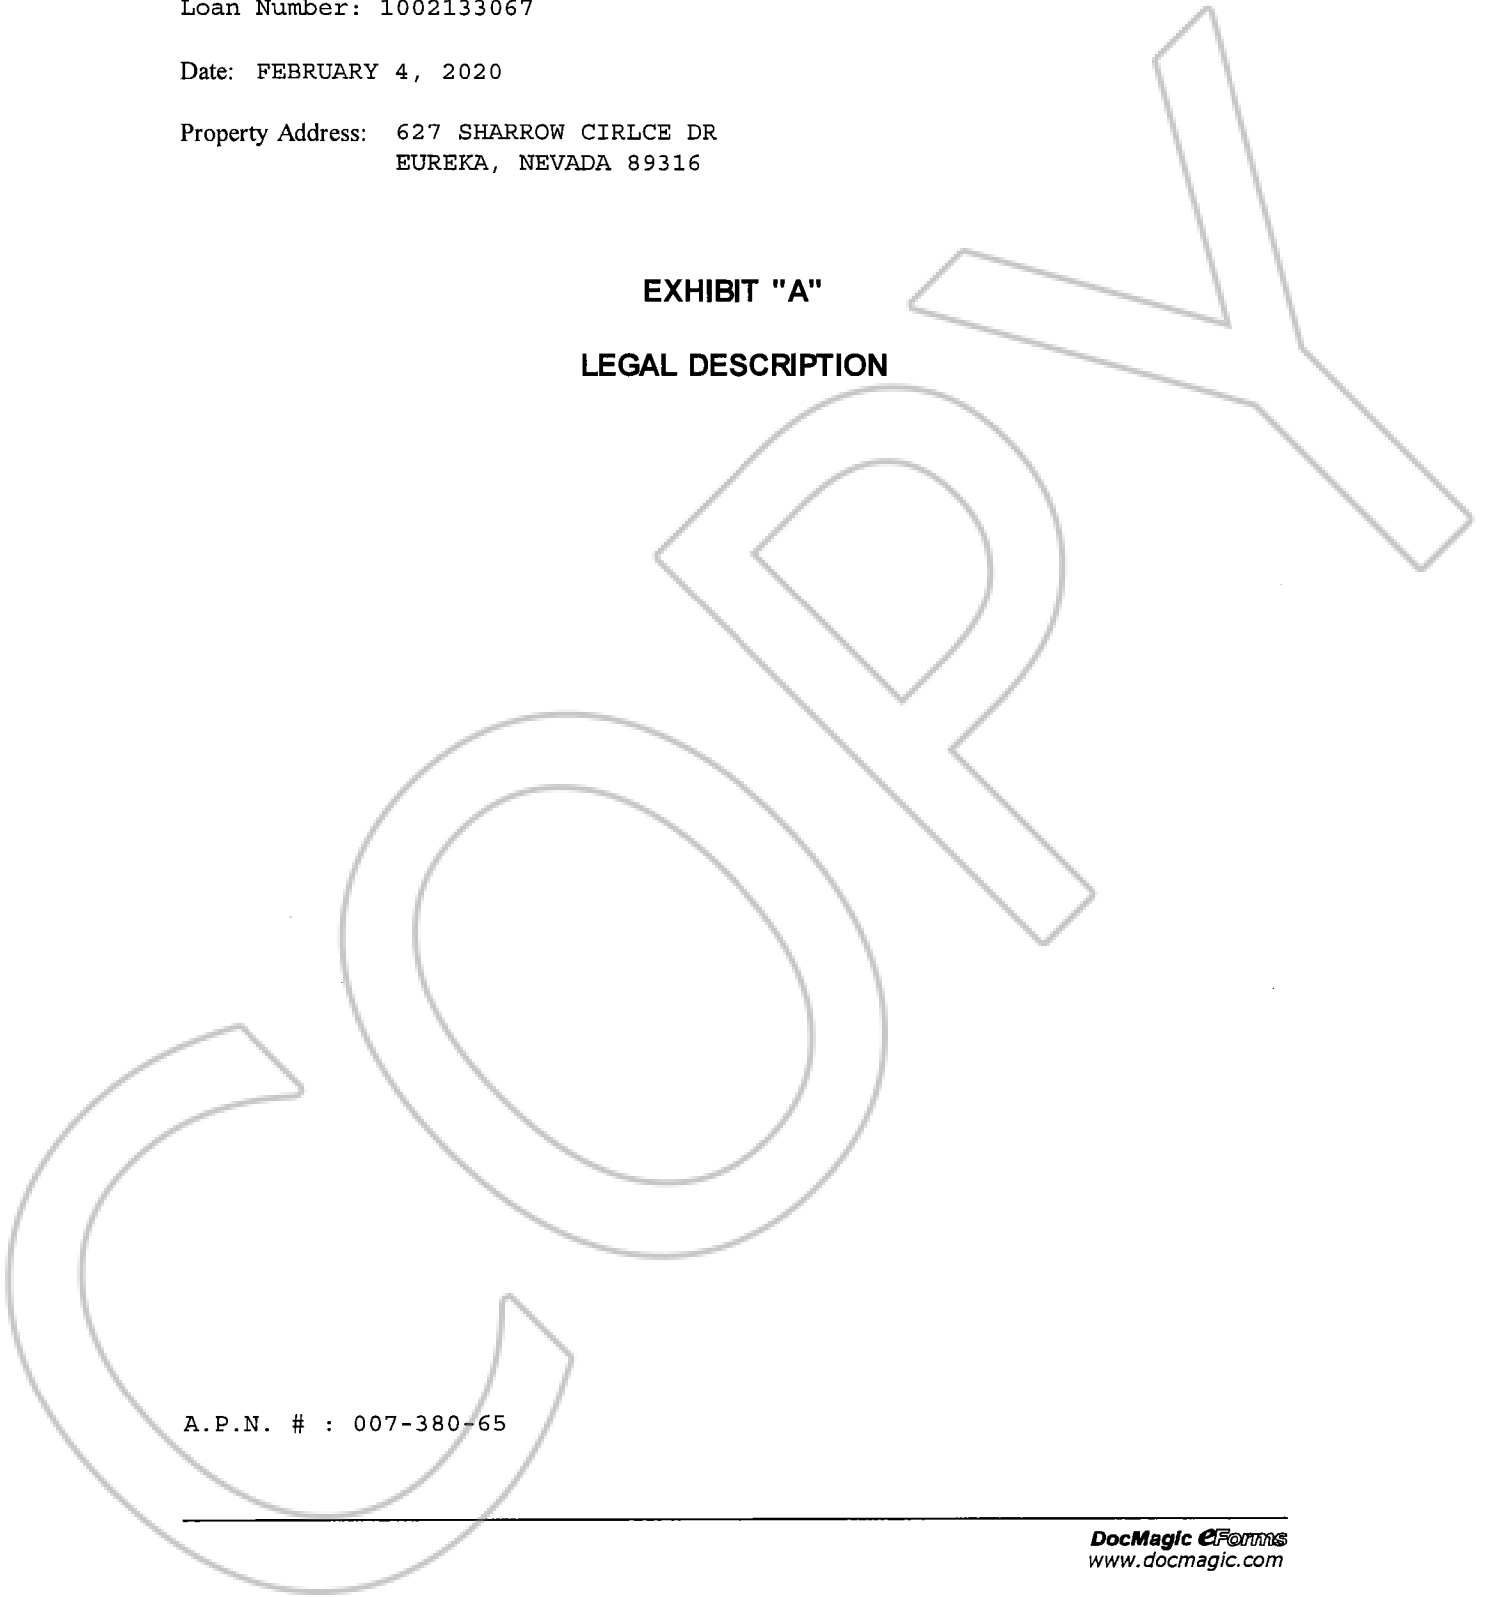 Loan Number: 1002133067
Date: FEBRUARY 4, 2020
Property Address: 627 SHARROW CIRLCE DR
EUREKA, NEVADA 89316
EXHIBIT "A"
LEGAL DESCRIPTION
COPY
A.P.N. # : 007-380-65
DocMagic eForms
www.docmagic.com